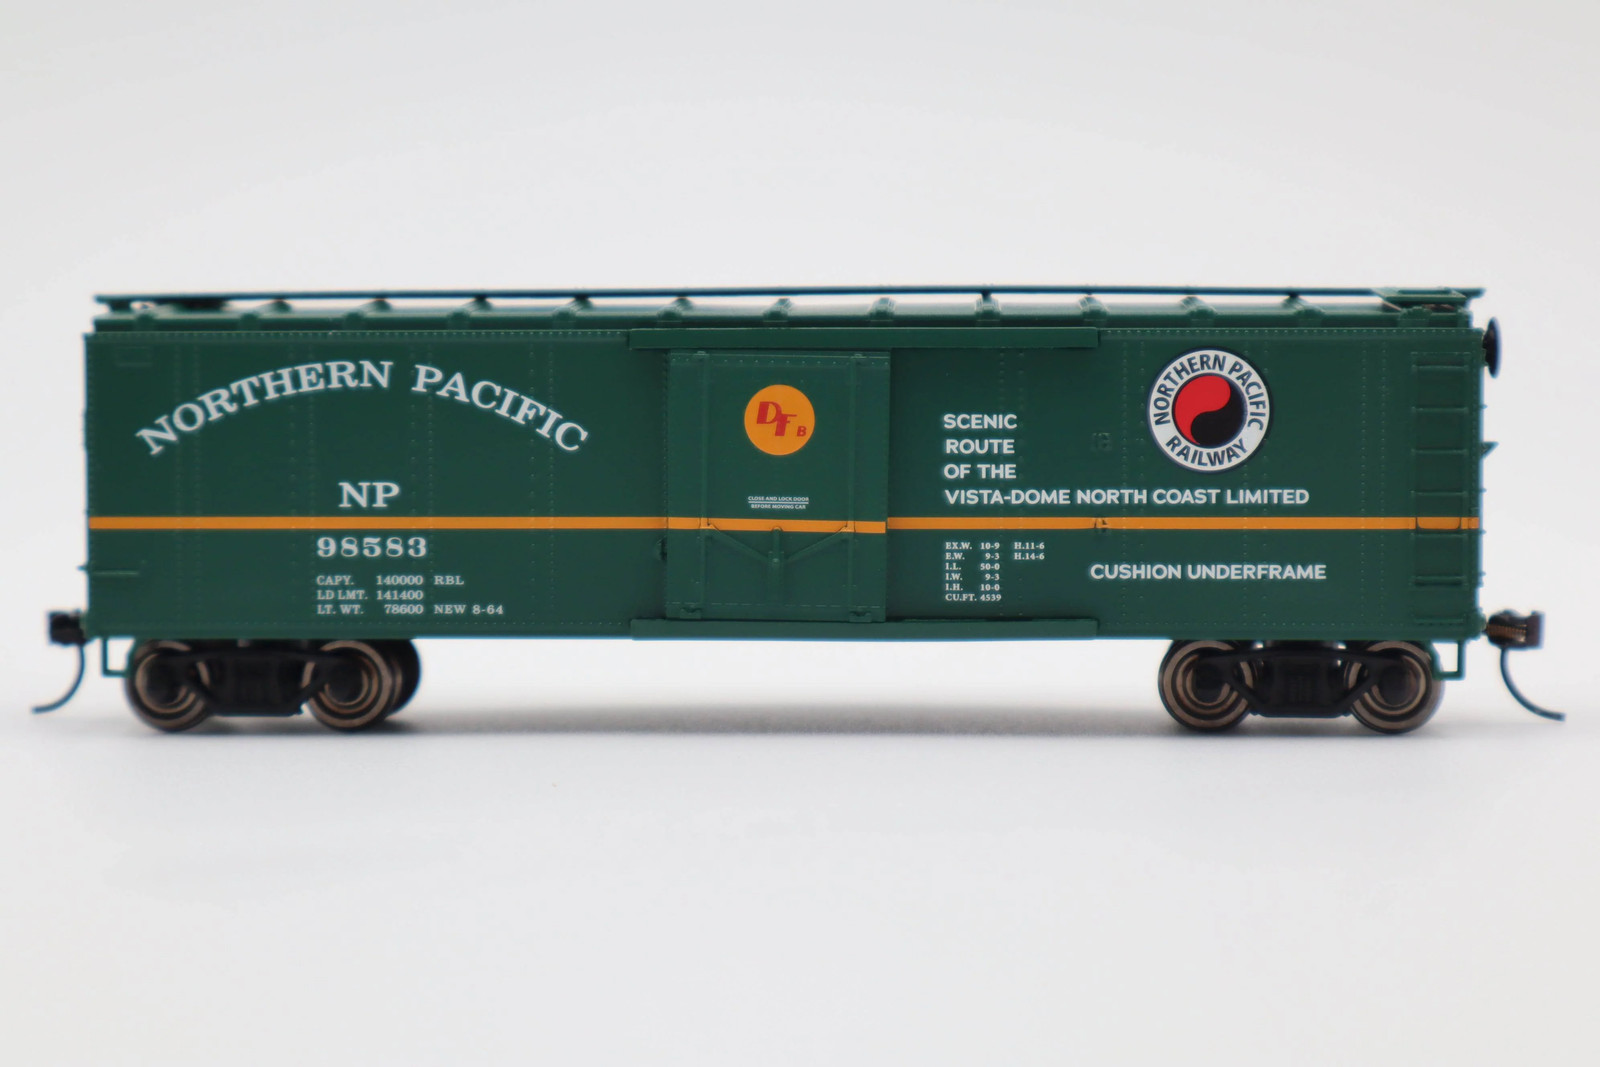 NORTHERN PACIFIC
NP
98583
CAPY. 140000 RBL
LD LMT. 141400
LT. WT. 78600 NEW 8-64
DF B
CLOSE AND LOCK DOOR
BEFORE MOVING CAR
SCENIC
ROUTE
OF THE
VISTA-DOME NORTH COAST LIMITED
NORTHERN PACIFIC
RAILWAY
EX.W. 10-9 H.11-6
E.W. 9-3 H.14-6
I.L. 50-0
I.W. 9-3
I.H. 10-0
CU.FT. 4539
CUSHION UNDERFRAME